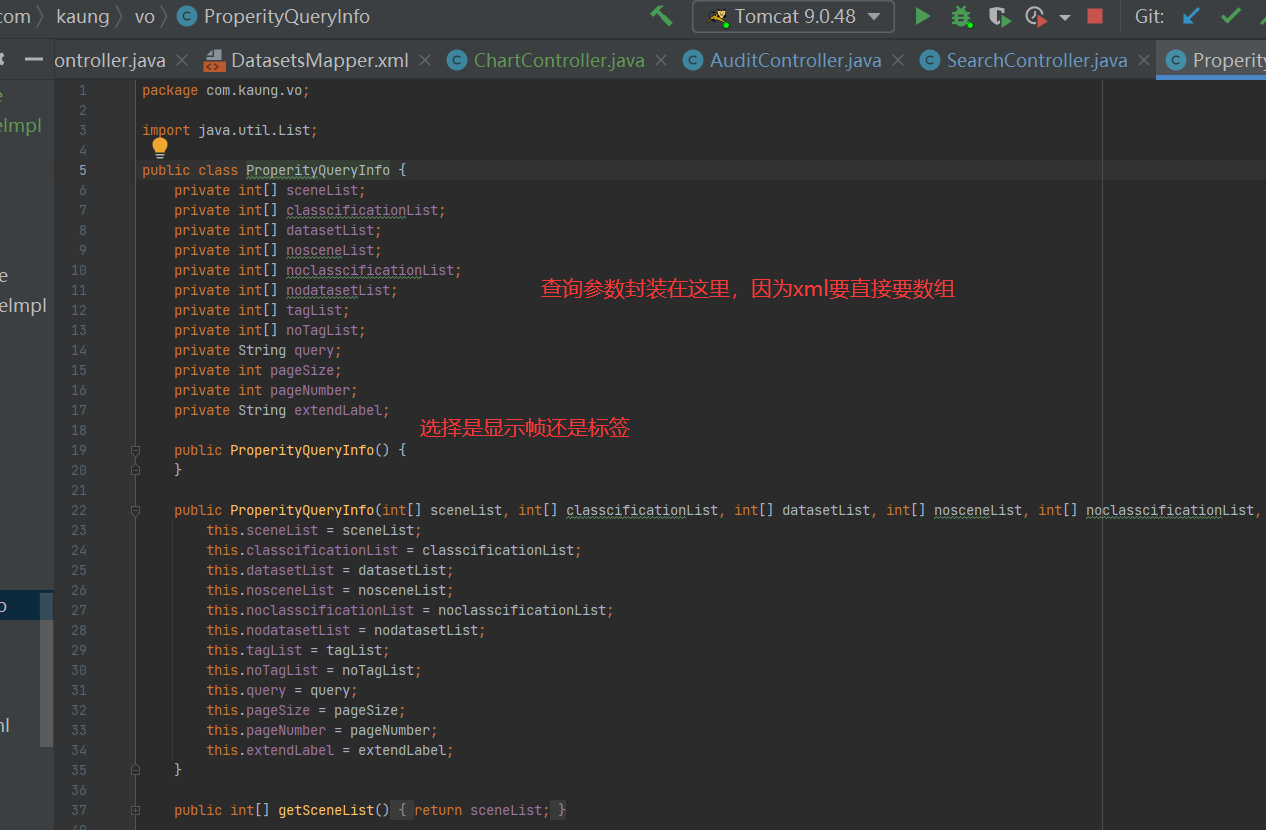 com 〉 kaung 〉 vo 〉 C ProperityQueryInfo Tomcat 9.0.48 Git:
ontroller.java DatasetsMapper.xml C ChartController.java C AuditController.java C SearchController.java C Properity
e
eImpl
e
eImpl
o
ml
1 package com.kaung.vo;
2
3 import java.util.List;
4
5 public class ProperityQueryInfo {
6 private int[] sceneList;
7 private int[] classcificationList;
8 private int[] datasetList;
9 private int[] nosceneList;
10 private int[] noclasscificationList;
11 private int[] nodatasetList;
查询参数封装在这里，因为xml要直接要数组
12 private int[] tagList;
13 private int[] noTagList;
14 private String query;
15 private int pageSize;
16 private int pageNumber;
17 private String extendLabel;
18
选择是显示帧还是标签
19 public ProperityQueryInfo() {
20 }
21
22 public ProperityQueryInfo(int[] sceneList, int[] classcificationList, int[] datasetList, int[] nosceneList, int[] noclasscificationList,
23 this.sceneList = sceneList;
24 this.classcificationList = classcificationList;
25 this.datasetList = datasetList;
26 this.nosceneList = nosceneList;
27 this.noclasscificationList = noclasscificationList;
28 this.nodatasetList = nodatasetList;
29 this.tagList = tagList;
30 this.noTagList = noTagList;
31 this.query = query;
32 this.pageSize = pageSize;
33 this.pageNumber = pageNumber;
34 this.extendLabel = extendLabel;
35 }
36
37 public int[] getSceneList() { return sceneList; }